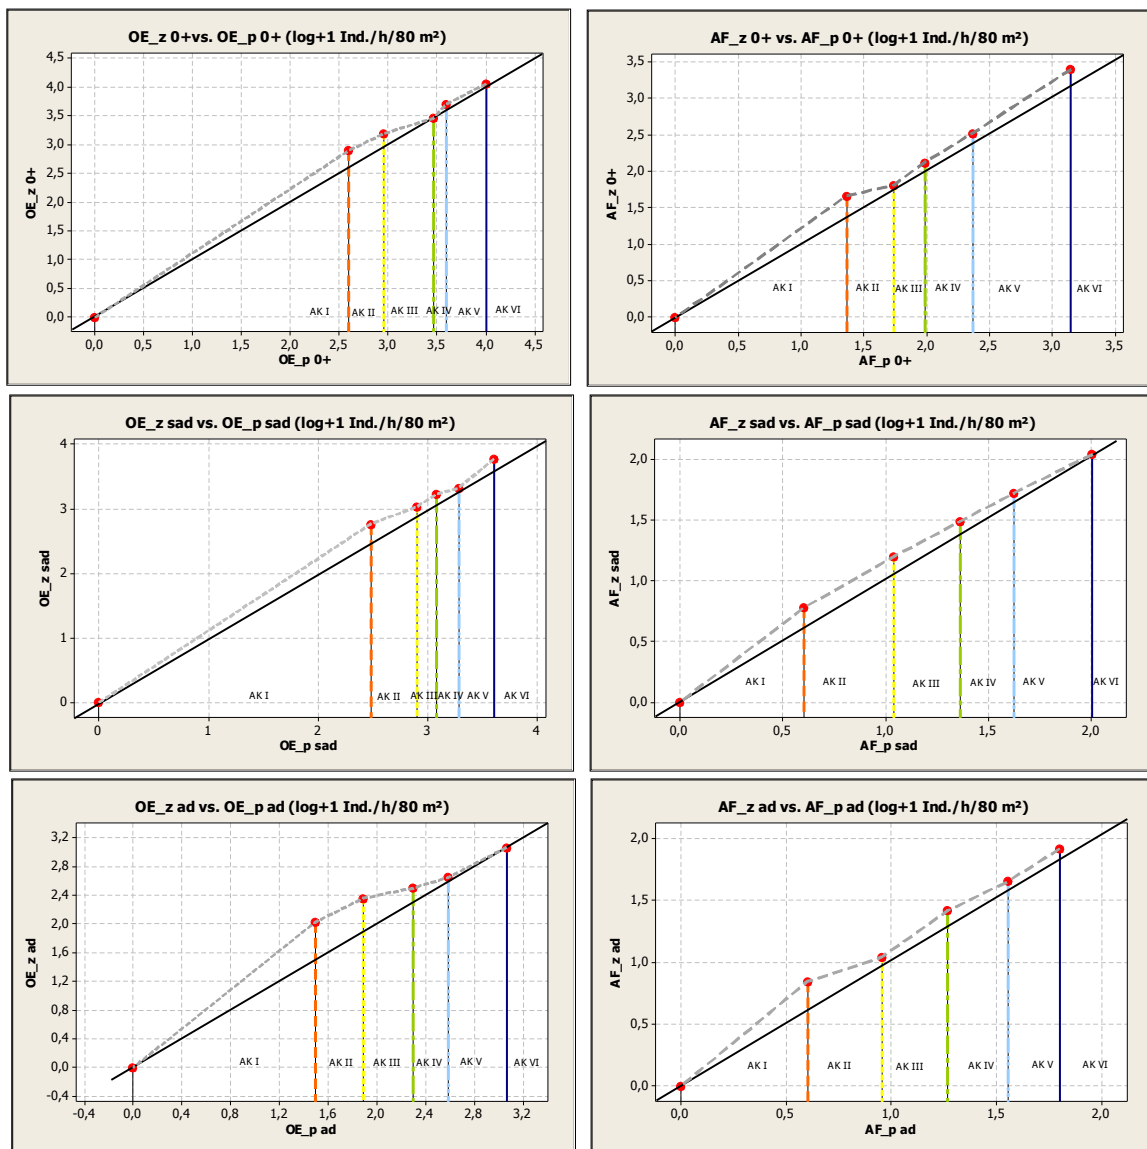 OE_z 0+vs. OE_p 0+ (log+1 Ind./h/80 m²)
4,5
4,0
3,5
3,0
2,5
2,0
1,5
1,0
0,5
0,0
OE_z 0+
AK I AK II AK III AK IV AK V AK VI
0,0 0,5 1,0 1,5 2,0 2,5 3,0 3,5 4,0 4,5
OE_p 0+
AF_z 0+ vs. AF_p 0+ (log+1 Ind./h/80 m²)
3,5
3,0
2,5
2,0
1,5
1,0
0,5
0,0
AF_z 0+
AK I AK II AK III AK IV AK V AK VI
0,0 0,5 1,0 1,5 2,0 2,5 3,0 3,5
AF_p 0+
OE_z sad vs. OE_p sad (log+1 Ind./h/80 m²)
4
3
2
1
0
OE_z sad
AK I AK II AK III AK IV AK V AK VI
0 1 2 3 4
OE_p sad
AF_z sad vs. AF_p sad (log+1 Ind./h/80 m²)
2,0
1,5
1,0
0,5
0,0
AF_z sad
AK I AK II AK III AK IV AK V AK VI
0,0 0,5 1,0 1,5 2,0
AF_p sad
OE_z ad vs. OE_p ad (log+1 Ind./h/80 m²)
3,2
2,8
2,4
2,0
1,6
1,2
0,8
0,4
0,0
-0,4
OE_z ad
AK I AK II AK III AK IV AK V AK VI
-0,4 0,0 0,4 0,8 1,2 1,6 2,0 2,4 2,8 3,2
OE_p ad
AF_z ad vs. AF_p ad (log+1 Ind./h/80 m²)
2,0
1,5
1,0
0,5
0,0
AF_z ad
AK I AK II AK III AK IV AK V AK VI
0,0 0,5 1,0 1,5 2,0
AF_p ad